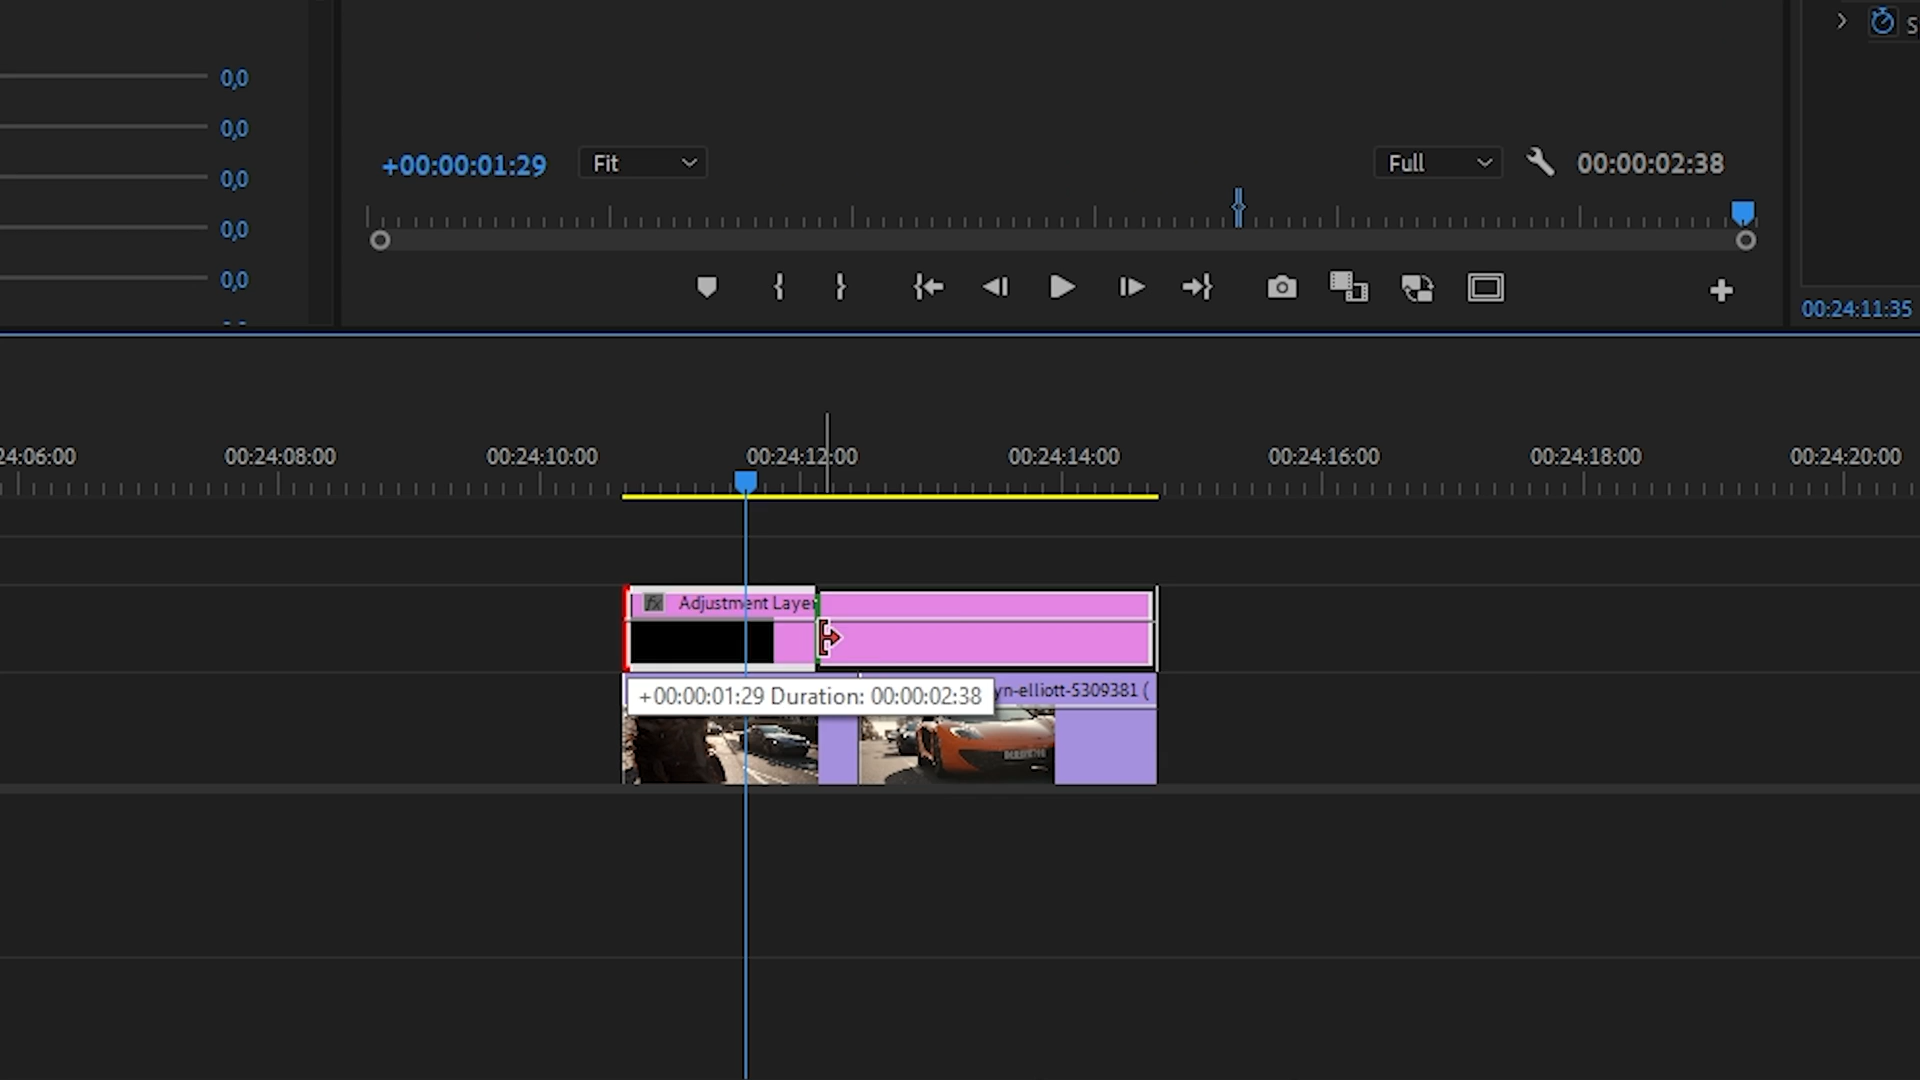 S
0,0
0,0
0,0
0,0
0,0
+00:00:01:29 Fit Full 00:00:02:38
00:24:11:35
24:06:00 00:24:08:00 00:24:10:00 00:24:12:00 00:24:14:00 00:24:16:00 00:24:18:00 00:24:20:00
fx Adjustment Layer
+00:00:01:29 Duration: 00:00:02:38 yn-elliott-5309381 (